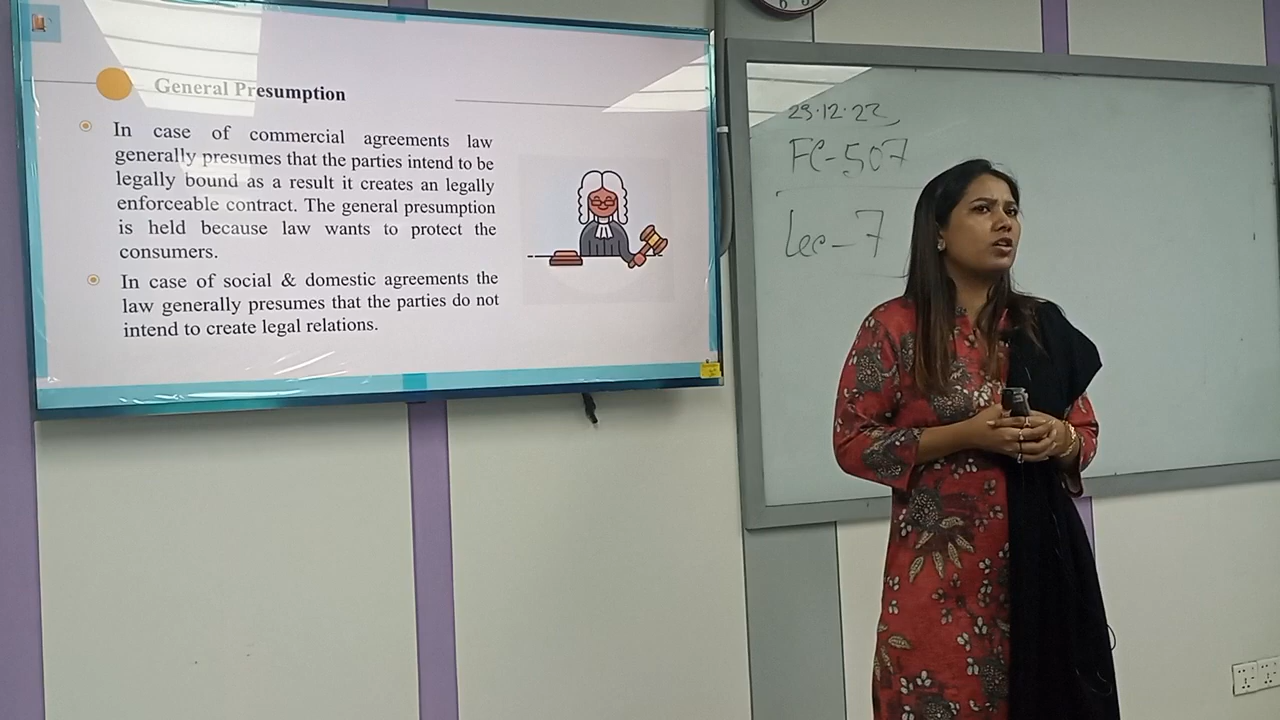 General Presumption
In case of commercial agreements law
generally presumes that the parties intend to be
legally bound as a result it creates an legally
enforceable contract. The general presumption
is held because law wants to protect the
consumers.
In case of social & domestic agreements the
law generally presumes that the parties do not
intend to create legal relations.
FC-507
Lec-7